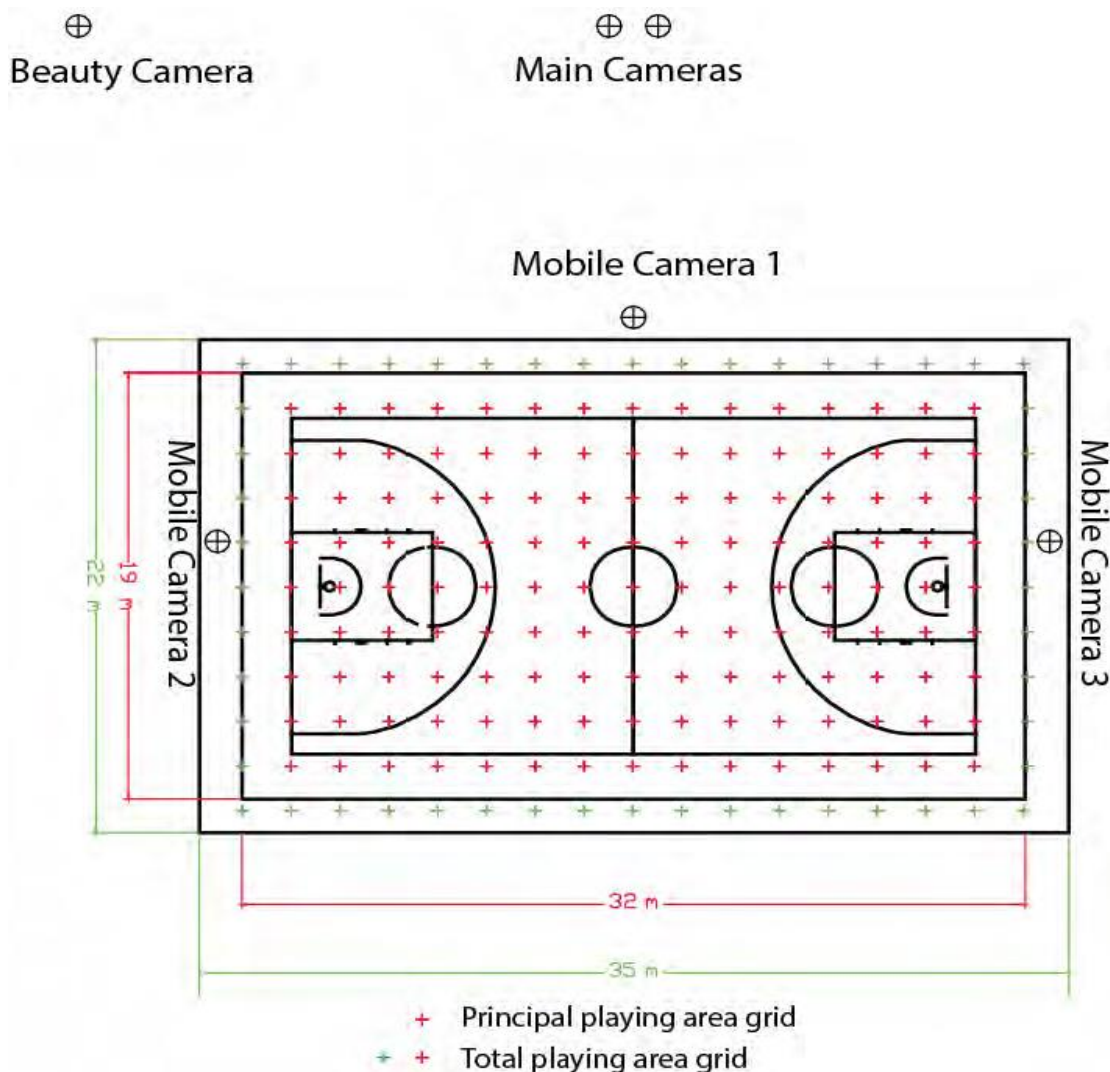 Beauty Camera
Main Cameras
Mobile Camera 1
Mobile Camera 2
Mobile Camera 3
22 m
19 m
32 m
35 m
Principal playing area grid
Total playing area grid